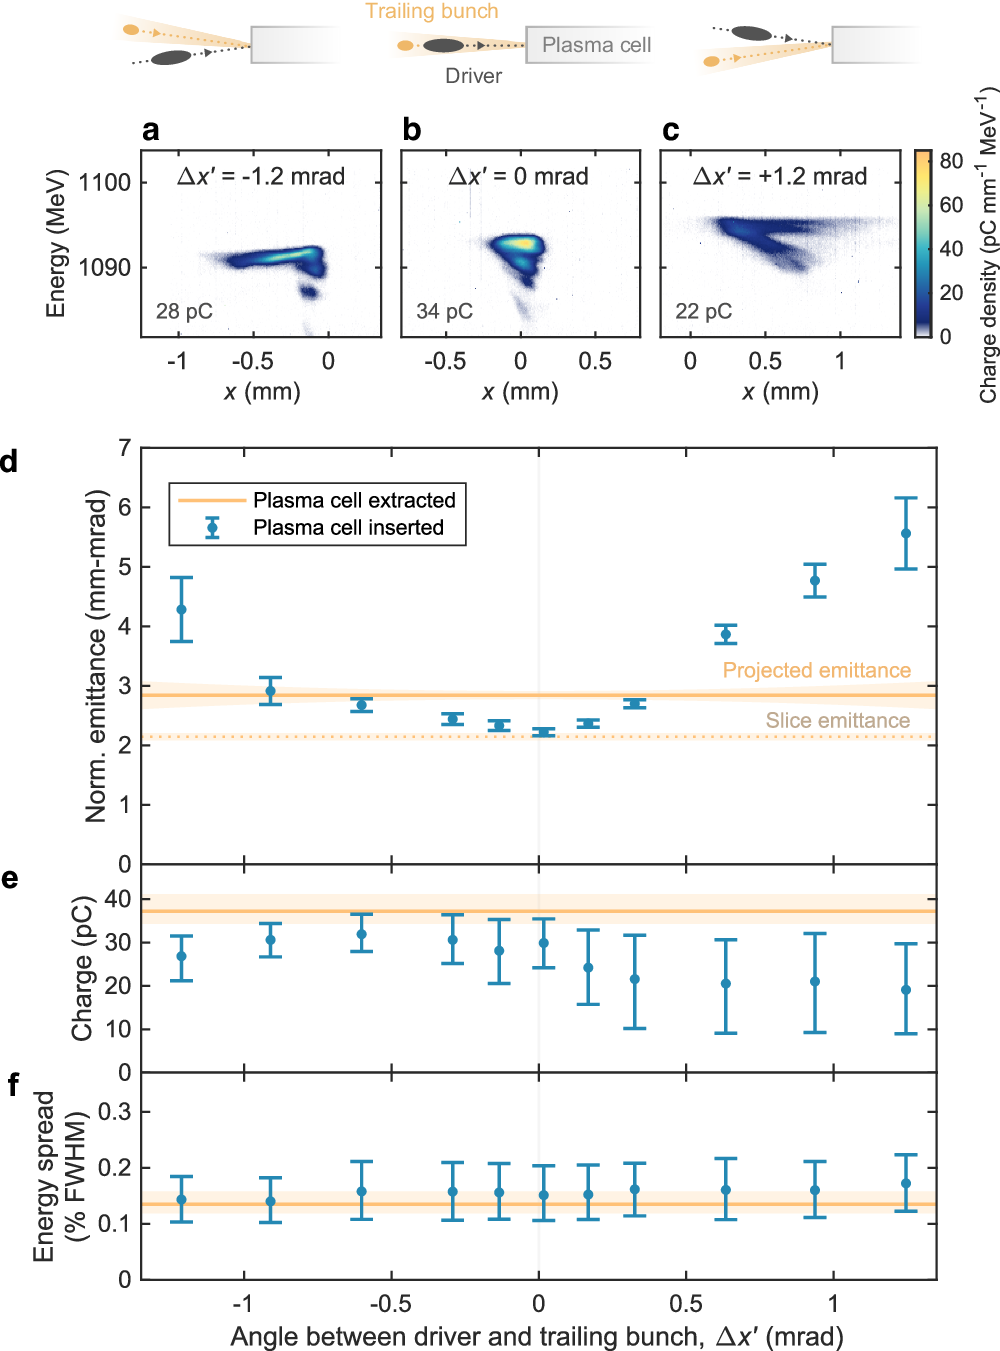 Trailing bunch
Plasma cell
Driver
a
b
c
Δx′ = -1.2 mrad
Δx′ = 0 mrad
Δx′ = +1.2 mrad
Energy (MeV)
1100
1090
28 pC
34 pC
22 pC
-1 -0.5 0
x (mm)
-0.5 0 0.5
x (mm)
0 0.5 1
x (mm)
80
60
40
20
0
Charge density (pC mm⁻¹ MeV⁻¹)
d
Norm. emittance (mm-mrad)
7
6
5
4
3
2
1
0
Plasma cell extracted
Plasma cell inserted
Projected emittance
Slice emittance
e
Charge (pC)
40
30
20
10
0
f
Energy spread
(% FWHM)
0.3
0.2
0.1
0
-1 -0.5 0 0.5 1
Angle between driver and trailing bunch, Δx′ (mrad)